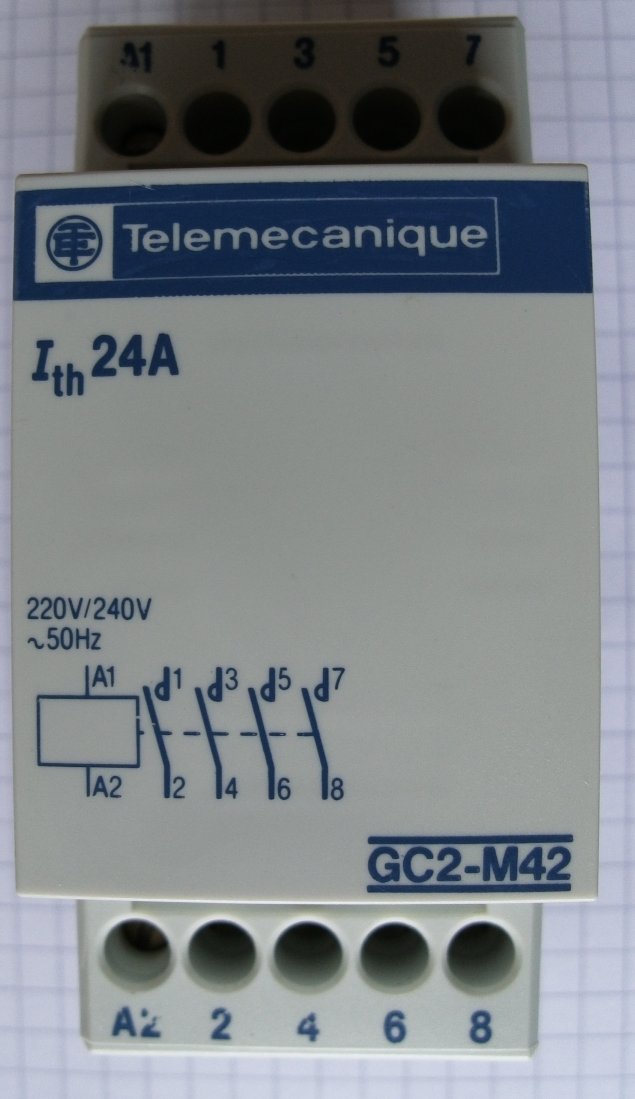 A1 1 3 5 7
TE Telemecanique
Ith 24A
220V/240V
~50Hz
A1 1 3 5 7
A2 2 4 6 8
GC2-M42
A2 2 4 6 8